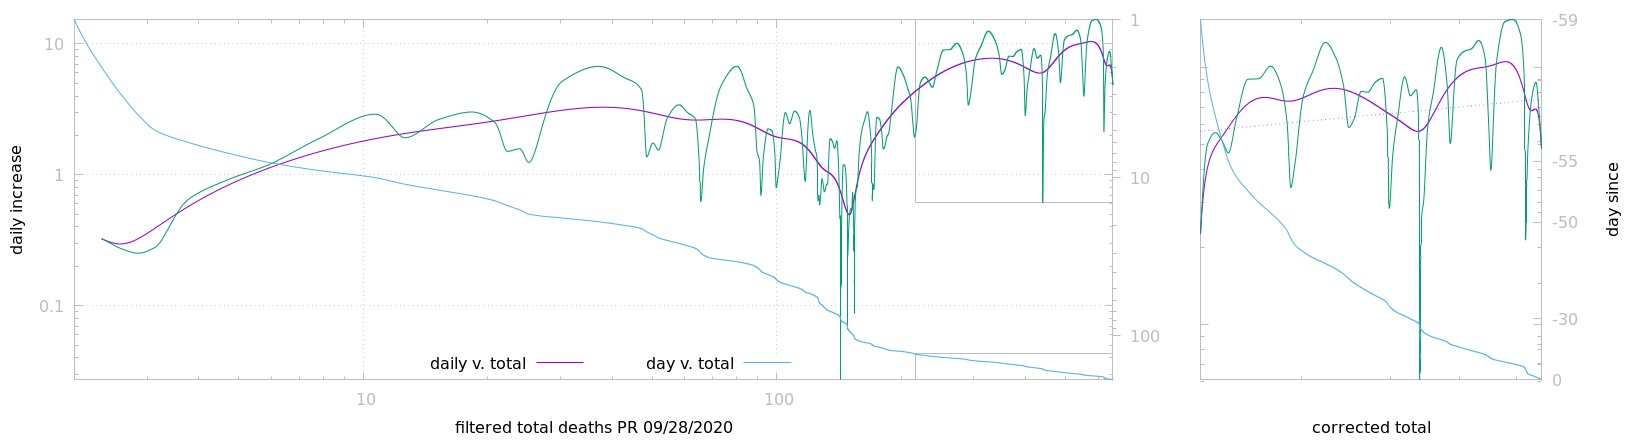 10
1
0.1
daily increase
daily v. total
day v. total
10
100
filtered total deaths PR 09/28/2020
1
10
100
-59
-55
-50
-30
0
day since
corrected total